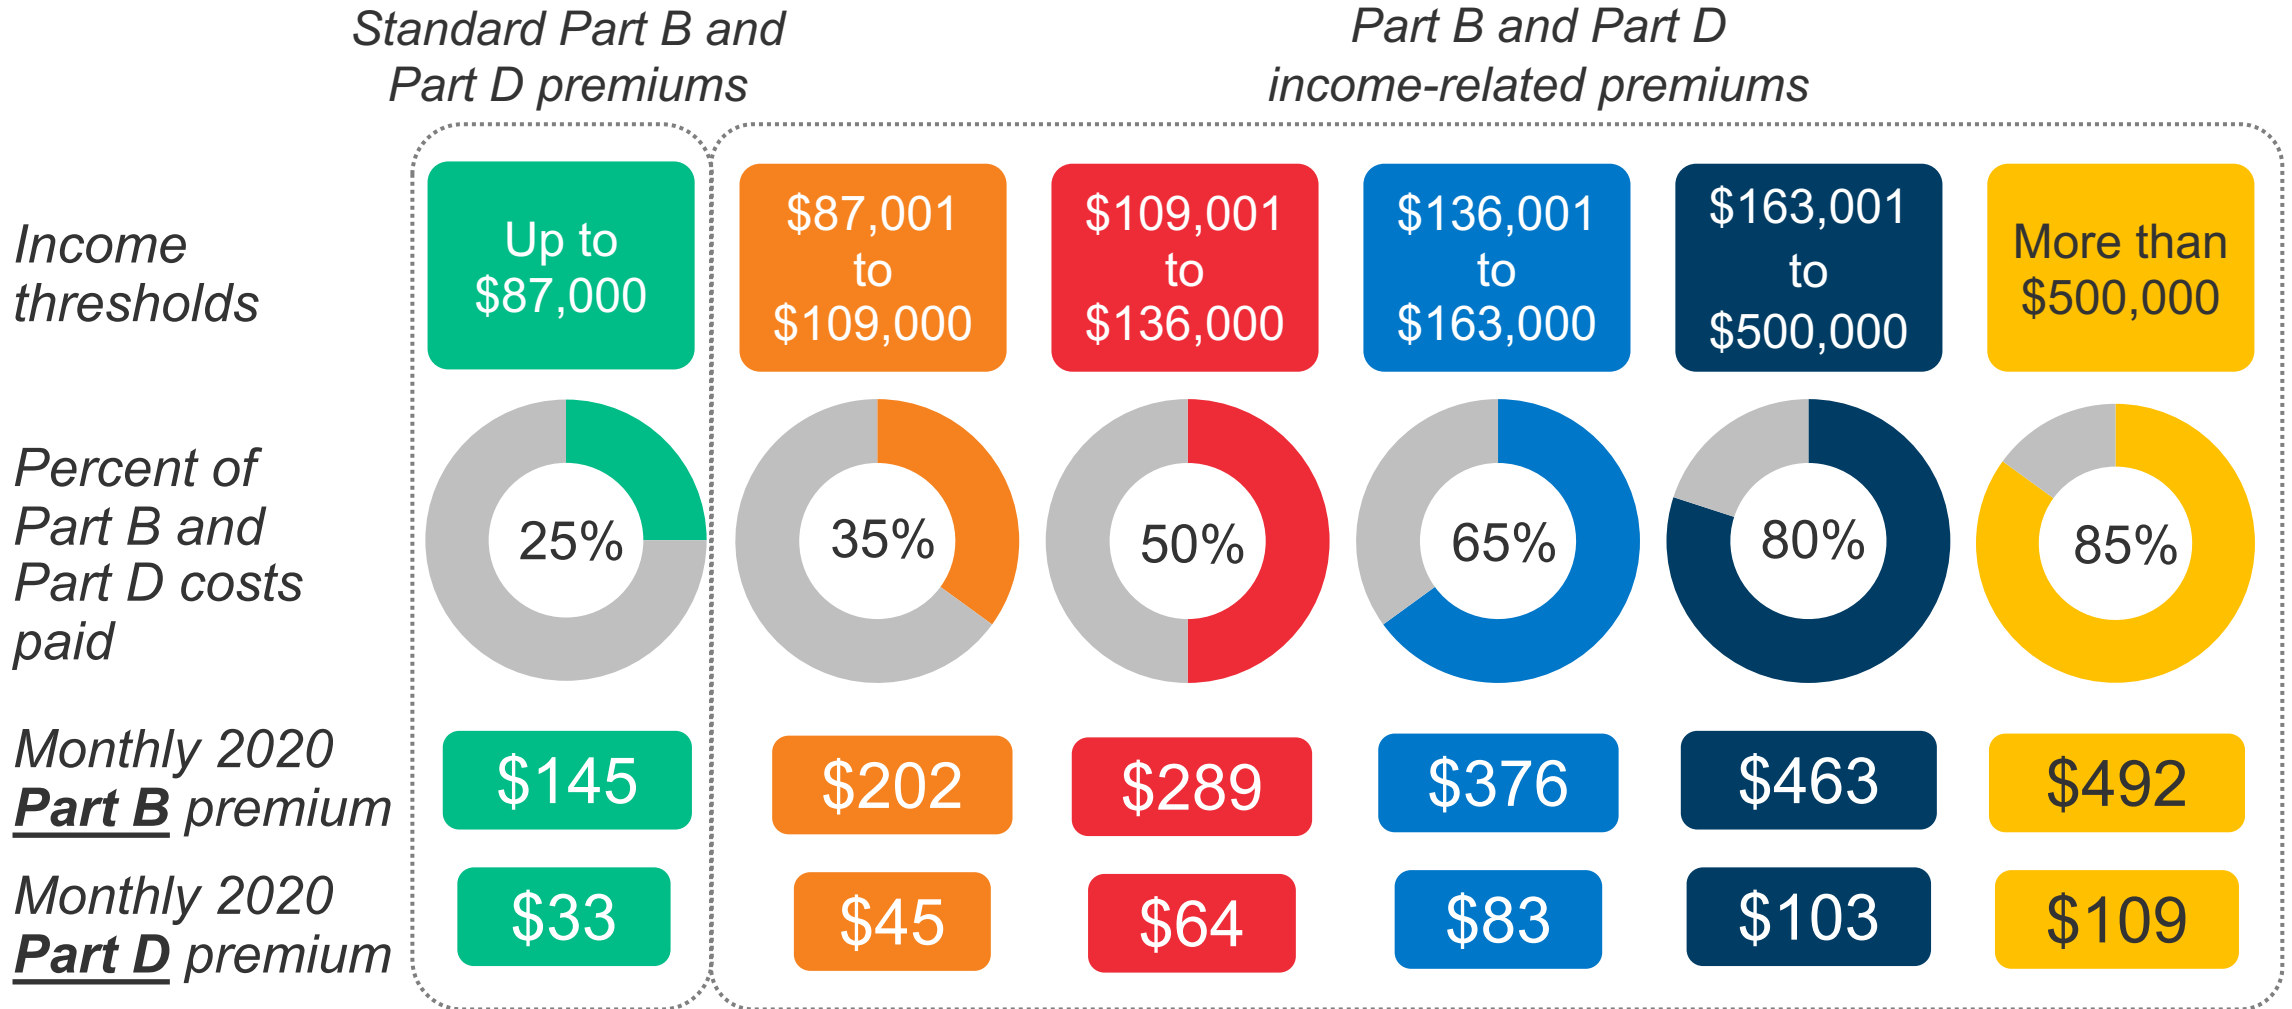 Standard Part B and
Part D premiums
Part B and Part D
income-related premiums
Income
thresholds
Up to
$87,000
$87,001
to
$109,000
$109,001
to
$136,000
$136,001
to
$163,000
$163,001
to
$500,000
More than
$500,000
Percent of
Part B and
Part D costs
paid
25%
35%
50%
65%
80%
85%
Monthly 2020
Part B premium
$145
$202
$289
$376
$463
$492
Monthly 2020
Part D premium
$33
$45
$64
$83
$103
$109